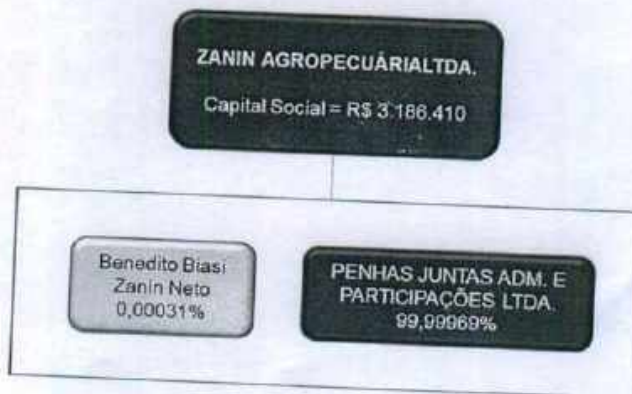 ZANIN AGROPECUÁRIALTDA.
Capital Social = R$ 3.186.410
Benedito Biasi
Zanin Neto
0,00031%
PENHAS JUNTAS ADM. E
PARTICIPAÇÕES LTDA.
99,99969%